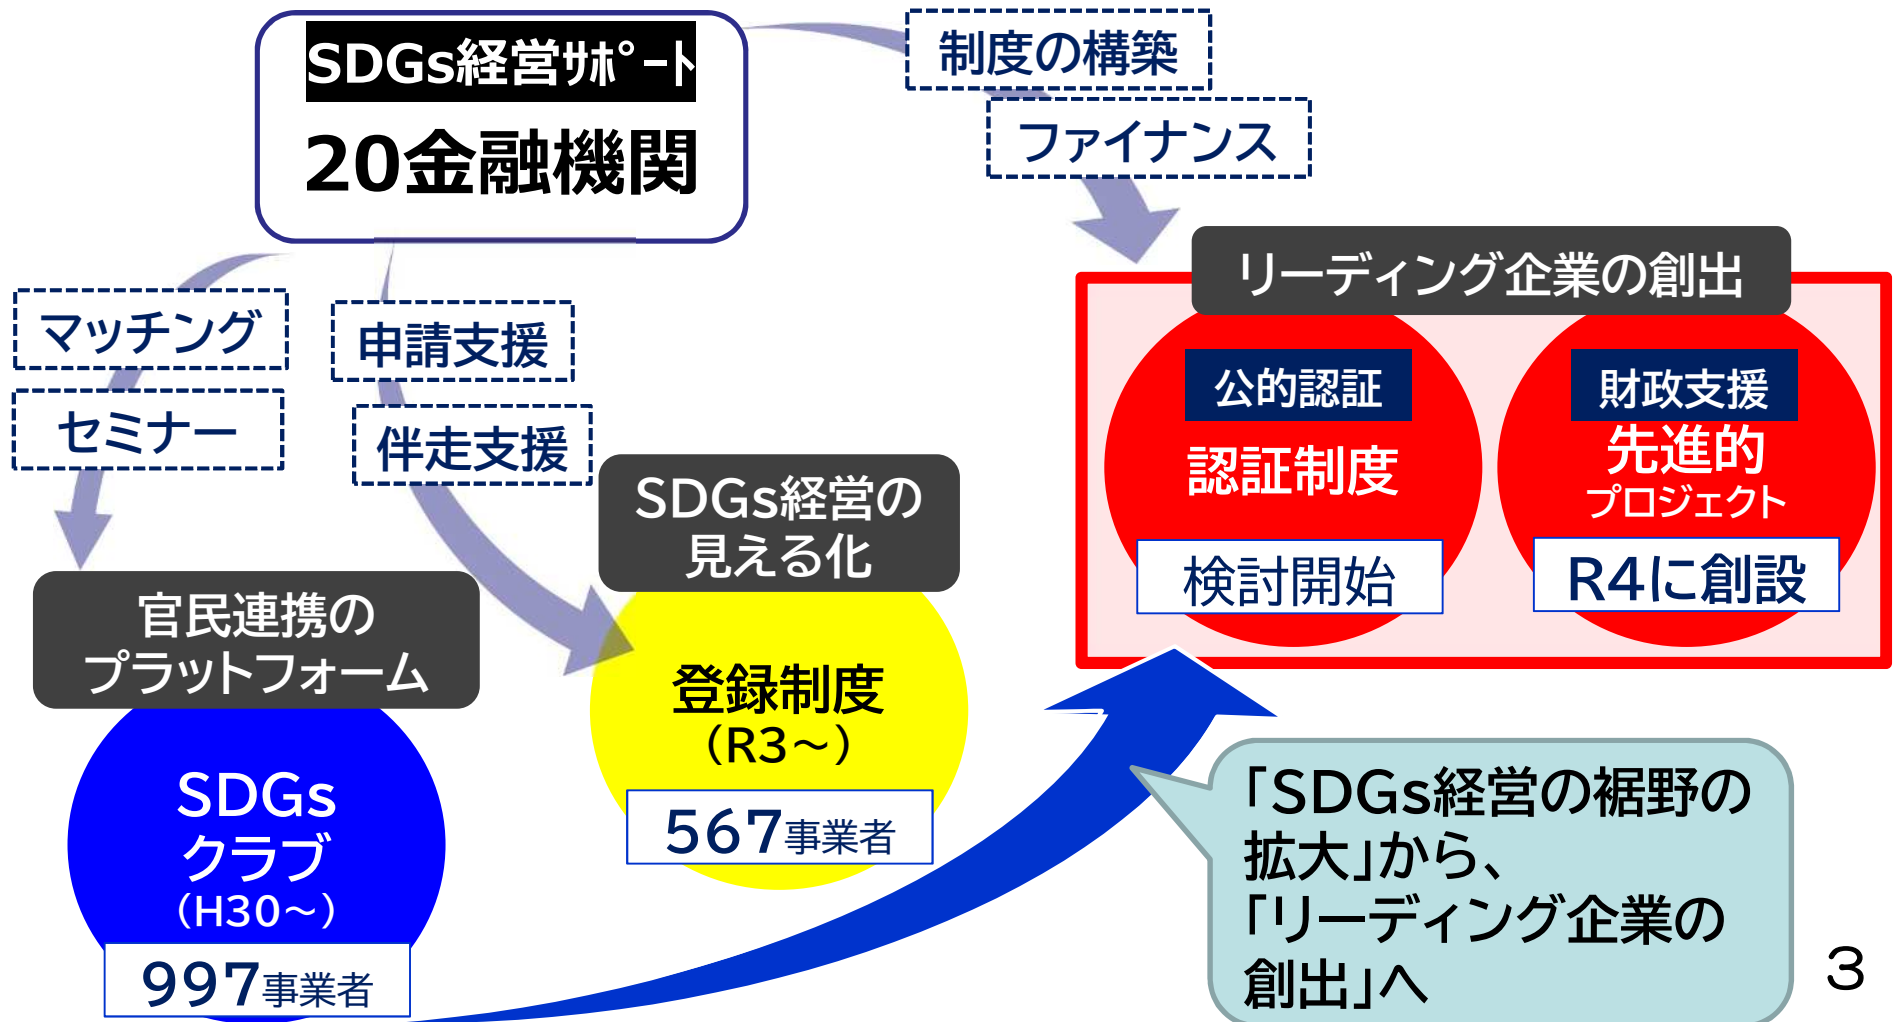 SDGs経営ｻﾎﾟｰﾄ
20金融機関
制度の構築
ファイナンス
マッチング
セミナー
申請支援
伴走支援
リーディング企業の創出
公的認証
認証制度
検討開始
財政支援
先進的
プロジェクト
R4に創設
SDGs経営の
見える化
登録制度
（R3～）
567事業者
官民連携の
プラットフォーム
SDGs
クラブ
（H30～）
997事業者
「SDGs経営の裾野の
拡大」から、
「リーディング企業の
創出」へ
3